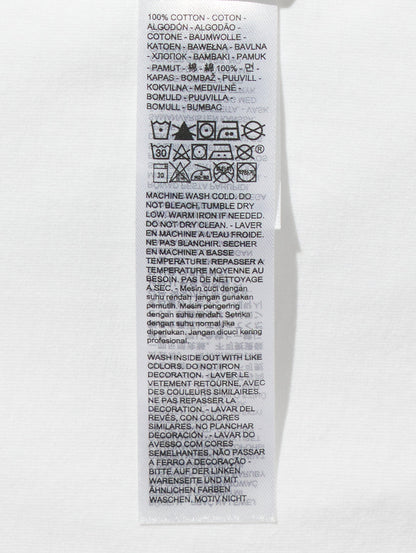 100% COTTON - COTON -
ALGODÓN - ALGODÃO -
COTONE - BAUMWOLLE -
KATOEN - BAWEŁNA - BAVLNA
- ХЛОПОК - BAMBAKI - PAMUK
- PAMUT - 棉 - 綿 100% - 면 -
KAPAS - BOMBAŽ - PUUVILL -
KOKVILNA - MEDVILNĖ -
BOMULD - PUUVILLA -
BOMULL - BUMBAC
30
30
MACHINE WASH COLD. DO
NOT BLEACH, TUMBLE DRY
LOW. WARM IRON IF NEEDED.
DO NOT DRY CLEAN. - LAVER
EN MACHINE A L'EAU FROIDE.
NE PAS BLANCHIR. SECHER
EN MACHINE A BASSE
TEMPERATURE. REPASSER A
TEMPERATURE MOYENNE AU
BESOIN. PAS DE NETTOYAGE
A SEC. - Mesin cuci dengan
suhu rendah. jangan gunakan
pemutih. Mesin pengering
dengan suhu rendah. Setrika
dengan suhu normal jika
diperlukan. Jangan dicuci kering
profesional.
WASH INSIDE OUT WITH LIKE
COLORS. DO NOT IRON
DECORATION. - LAVER LE
VETEMENT RETOURNE, AVEC
DES COULEURS SIMILAIRES.
NE PAS REPASSER LA
DECORATION. - LAVAR DEL
REVÉS, CON COLORES
SIMILARES. NO PLANCHAR
DECORACIÓN. - LAVAR DO
AVESSO COM CORES
SEMELHANTES. NÃO PASSAR
A FERRO A DECORAÇÃO -
BITTE AUF DER LINKEN
WARENSEITE UND MIT
ÄHNLICHEN FARBEN
WASCHEN. MOTIV NICHT